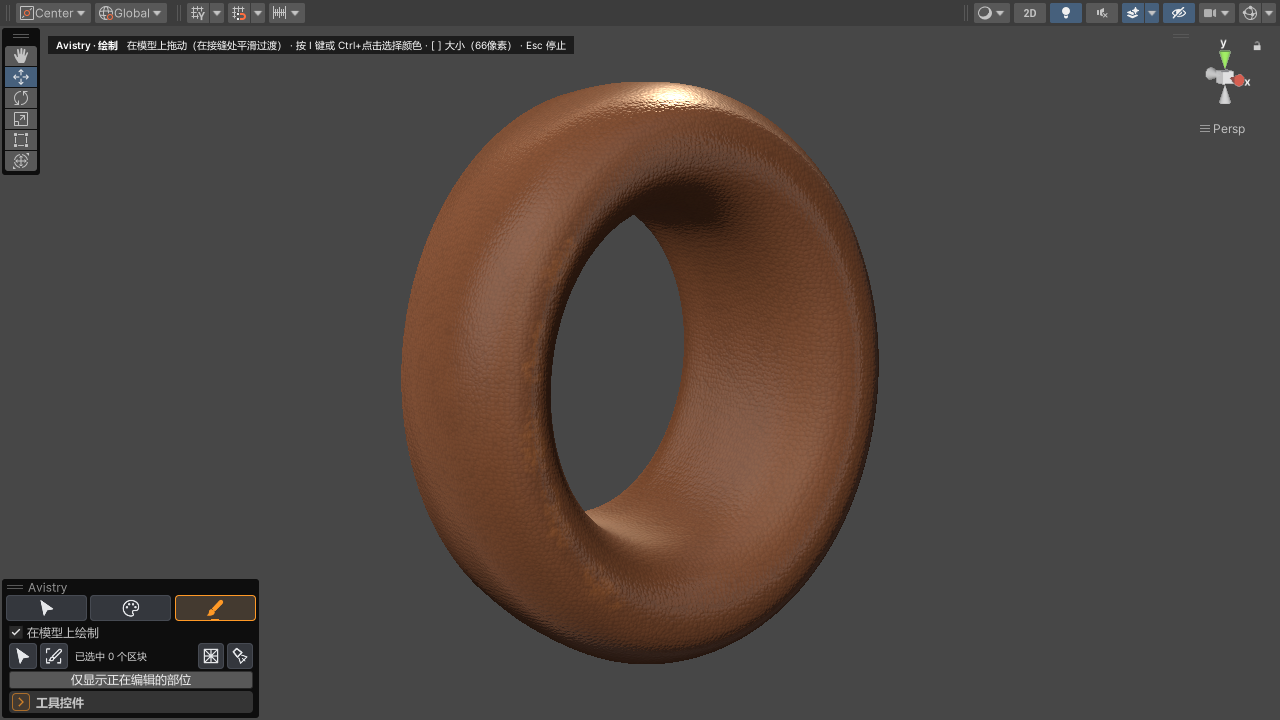 Center
Global
2D
Avistry · 绘制 在模型上拖动（在接缝处平滑过渡） · 按 I 键或 Ctrl+点击选择颜色 · [ ] 大小（66像素） · Esc 停止
y
x
Persp
Avistry
在模型上绘制
已选中 0 个区块
仅显示正在编辑的部位
工具控件